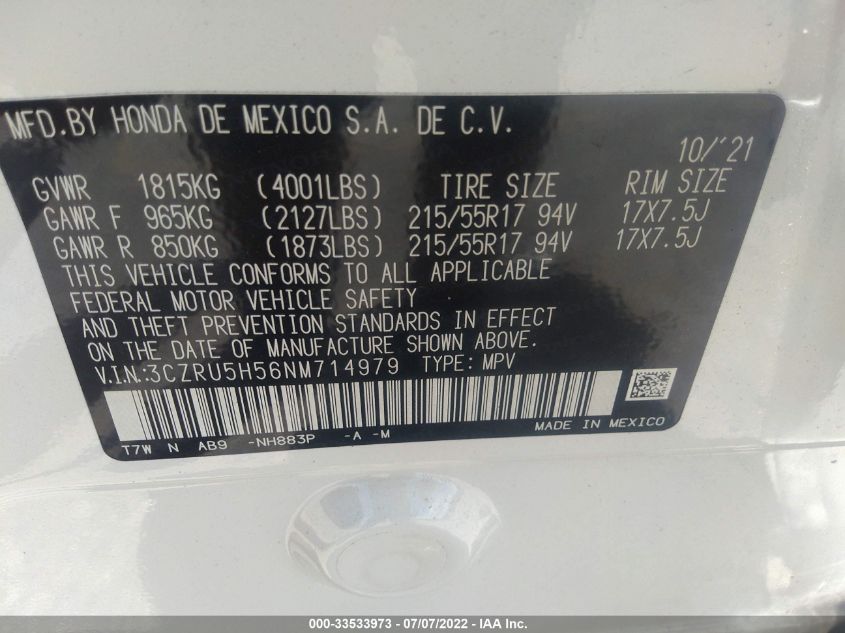 MFD.BY HONDA DE MEXICO S.A. DE C.V.
10/'21
GVWR 1815KG (4001LBS) TIRE SIZE RIM SIZE
GAWR F 965KG (2127LBS) 215/55R17 94V 17X7.5J
GAWR R 850KG (1873LBS) 215/55R17 94V 17X7.5J
THIS VEHICLE CONFORMS TO ALL APPLICABLE
FEDERAL MOTOR VEHICLE SAFETY
AND THEFT PREVENTION STANDARDS IN EFFECT
ON THE DATE OF MANUFACTURE SHOWN ABOVE.
V.I.N.:3CZRU5H56NM714979 TYPE: MPV
T7W N AB9 -NH883P -A -M MADE IN MEXICO
000-33533973 - 07/07/2022 - IAA Inc.